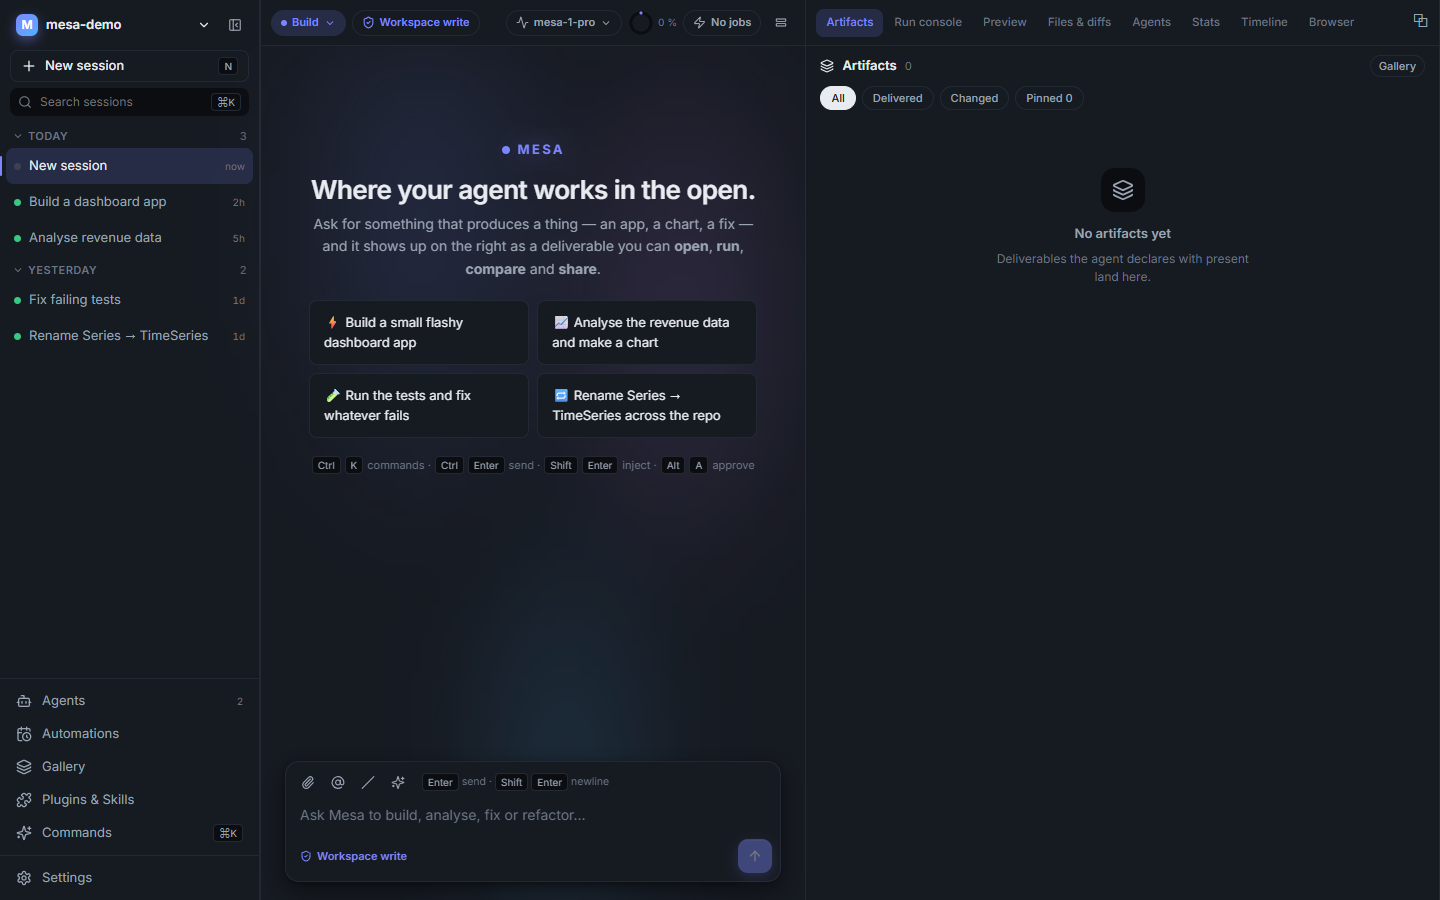 M mesa-demo
New session N
Search sessions ⌘K
TODAY 3
New session now
Build a dashboard app 2h
Analyse revenue data 5h
YESTERDAY 2
Fix failing tests 1d
Rename Series → TimeSeries 1d
Agents 2
Automations
Gallery
Plugins & Skills
Commands ⌘K
Settings
Build Workspace write mesa-1-pro 0 % No jobs
MESA
Where your agent works in the open.
Ask for something that produces a thing — an app, a chart, a fix —
and it shows up on the right as a deliverable you can open, run,
compare and share.
Build a small flashy
dashboard app
Analyse the revenue data
and make a chart
Run the tests and fix
whatever fails
Rename Series →
TimeSeries across the repo
Ctrl K commands · Ctrl Enter send · Shift Enter inject · Alt A approve
Enter send · Shift Enter newline
Ask Mesa to build, analyse, fix or refactor...
Workspace write
Artifacts Run console Preview Files & diffs Agents Stats Timeline Browser
Artifacts 0 Gallery
All Delivered Changed Pinned 0
No artifacts yet
Deliverables the agent declares with present
land here.